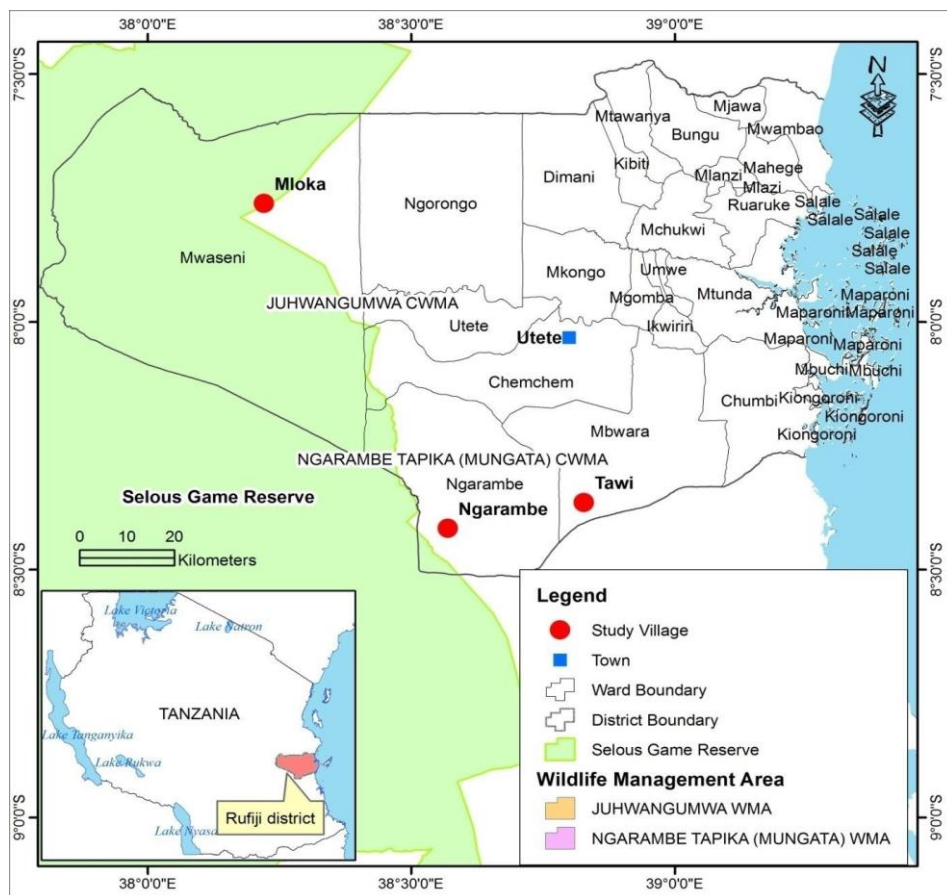 38°0'0"E 38°30'0"E 39°0'0"E
7°30'0"S 7°30'0"S
N
Mjawa
Mtawanya
Bungu
Mwambao
Kibiti
Mahege
Dimani
Mlanzi
Mloka
Mlazi
Ngorongo
Ruaruke
Salale
Salale
Salale
Salale
Salale
Salale
Mchukwi
Mwaseni
Mkongo
Umwe
Mgomba
Mtunda
Maparoni
JUHWANGUMWA CWMA
Maparoni
Maparoni
8°0'0"S 8°0'0"S
Utete
Utete
Ikwiriri
Maparoni
Maparoni
Mbuchi
Mbuchi
Chemchem
Chumbi
Kiongoroni
Kiongoroni
Kiongoroni
Mbwara
NGARAMBE TAPIKA (MUNGATA) CWMA
Ngarambe
Tawi
Selous Game Reserve
Ngarambe
0 10 20
Kilometers
8°30'0"S 8°30'0"S
Lake Victoria
Lake Natron
TANZANIA
Lake Tanganyika
Lake Rukwa
Rufiji district
Lake Nyasa
Legend
Study Village
Town
Ward Boundary
District Boundary
Selous Game Reserve
Wildlife Management Area
JUHWANGUMWA WMA
NGARAMBE TAPIKA (MUNGATA) WMA
9°0'0"S 9°0'0"S
38°0'0"E 38°30'0"E 39°0'0"E